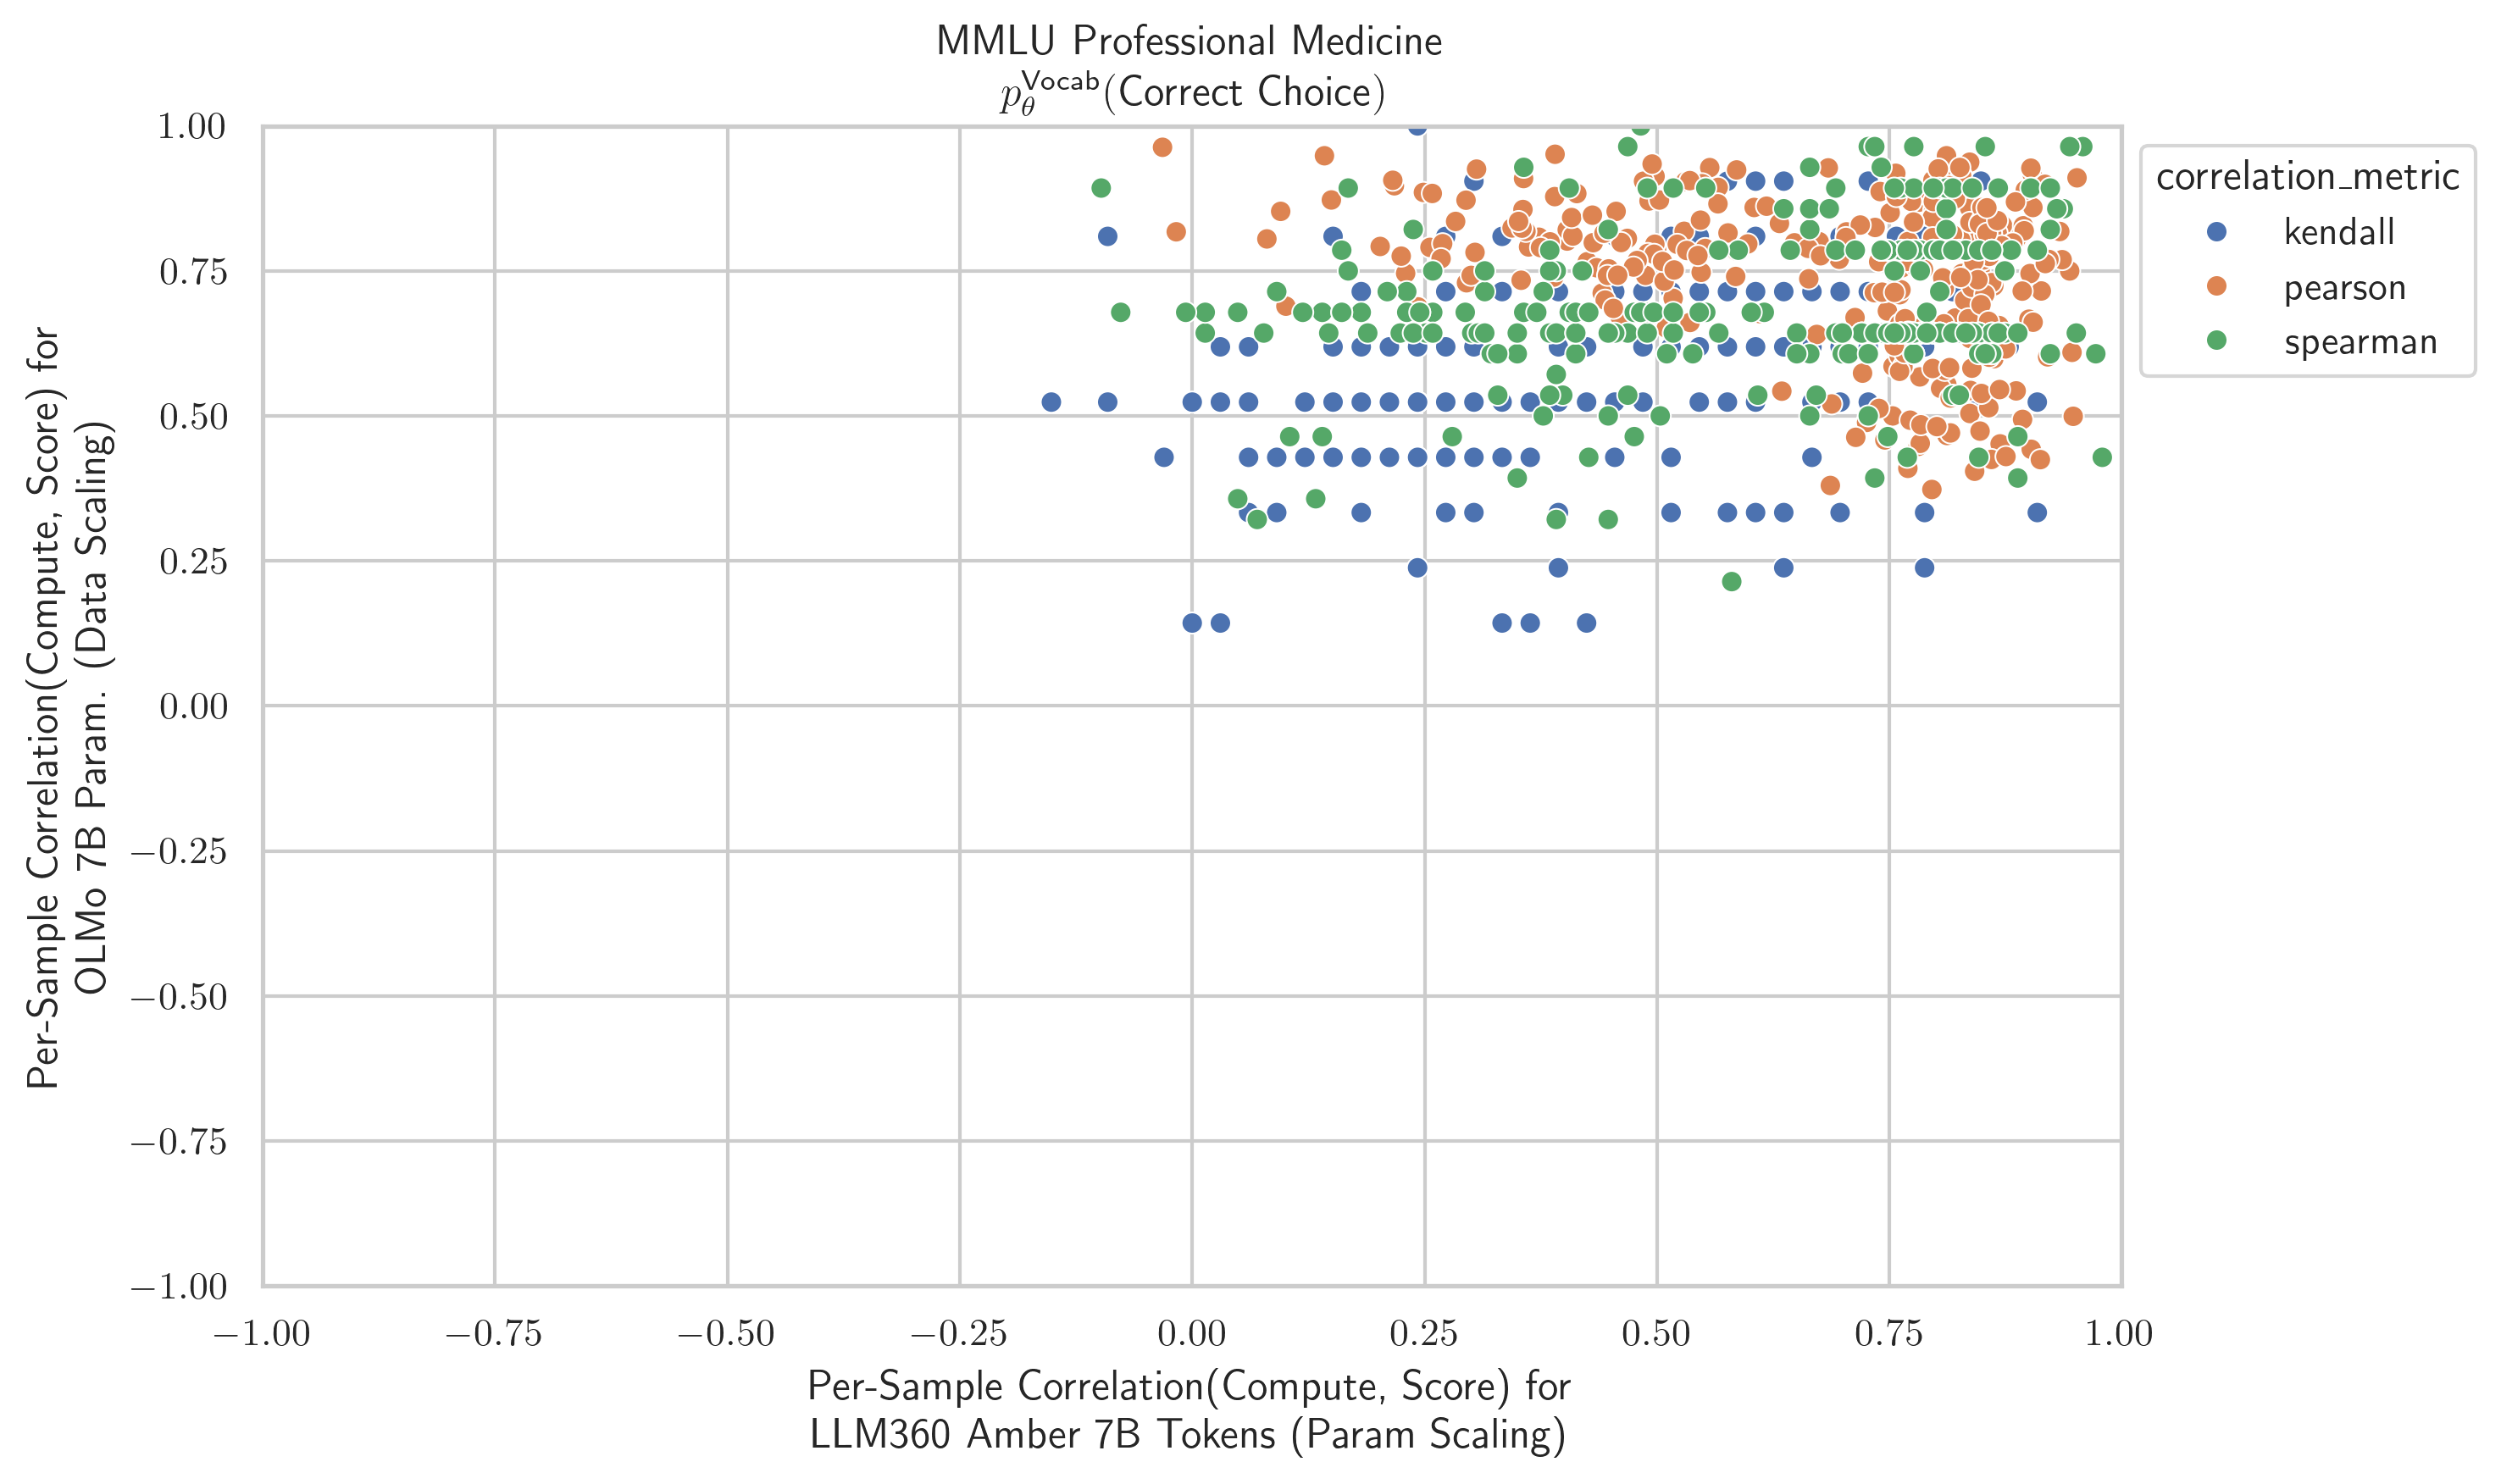 MMLU Professional Medicine
p_θ^Vocab(Correct Choice)
1.00
0.75
0.50
0.25
0.00
−0.25
−0.50
−0.75
−1.00
Per-Sample Correlation(Compute, Score) for
OLMo 7B Param. (Data Scaling)
−1.00 −0.75 −0.50 −0.25 0.00 0.25 0.50 0.75 1.00
Per-Sample Correlation(Compute, Score) for
LLM360 Amber 7B Tokens (Param Scaling)
correlation_metric
kendall
pearson
spearman